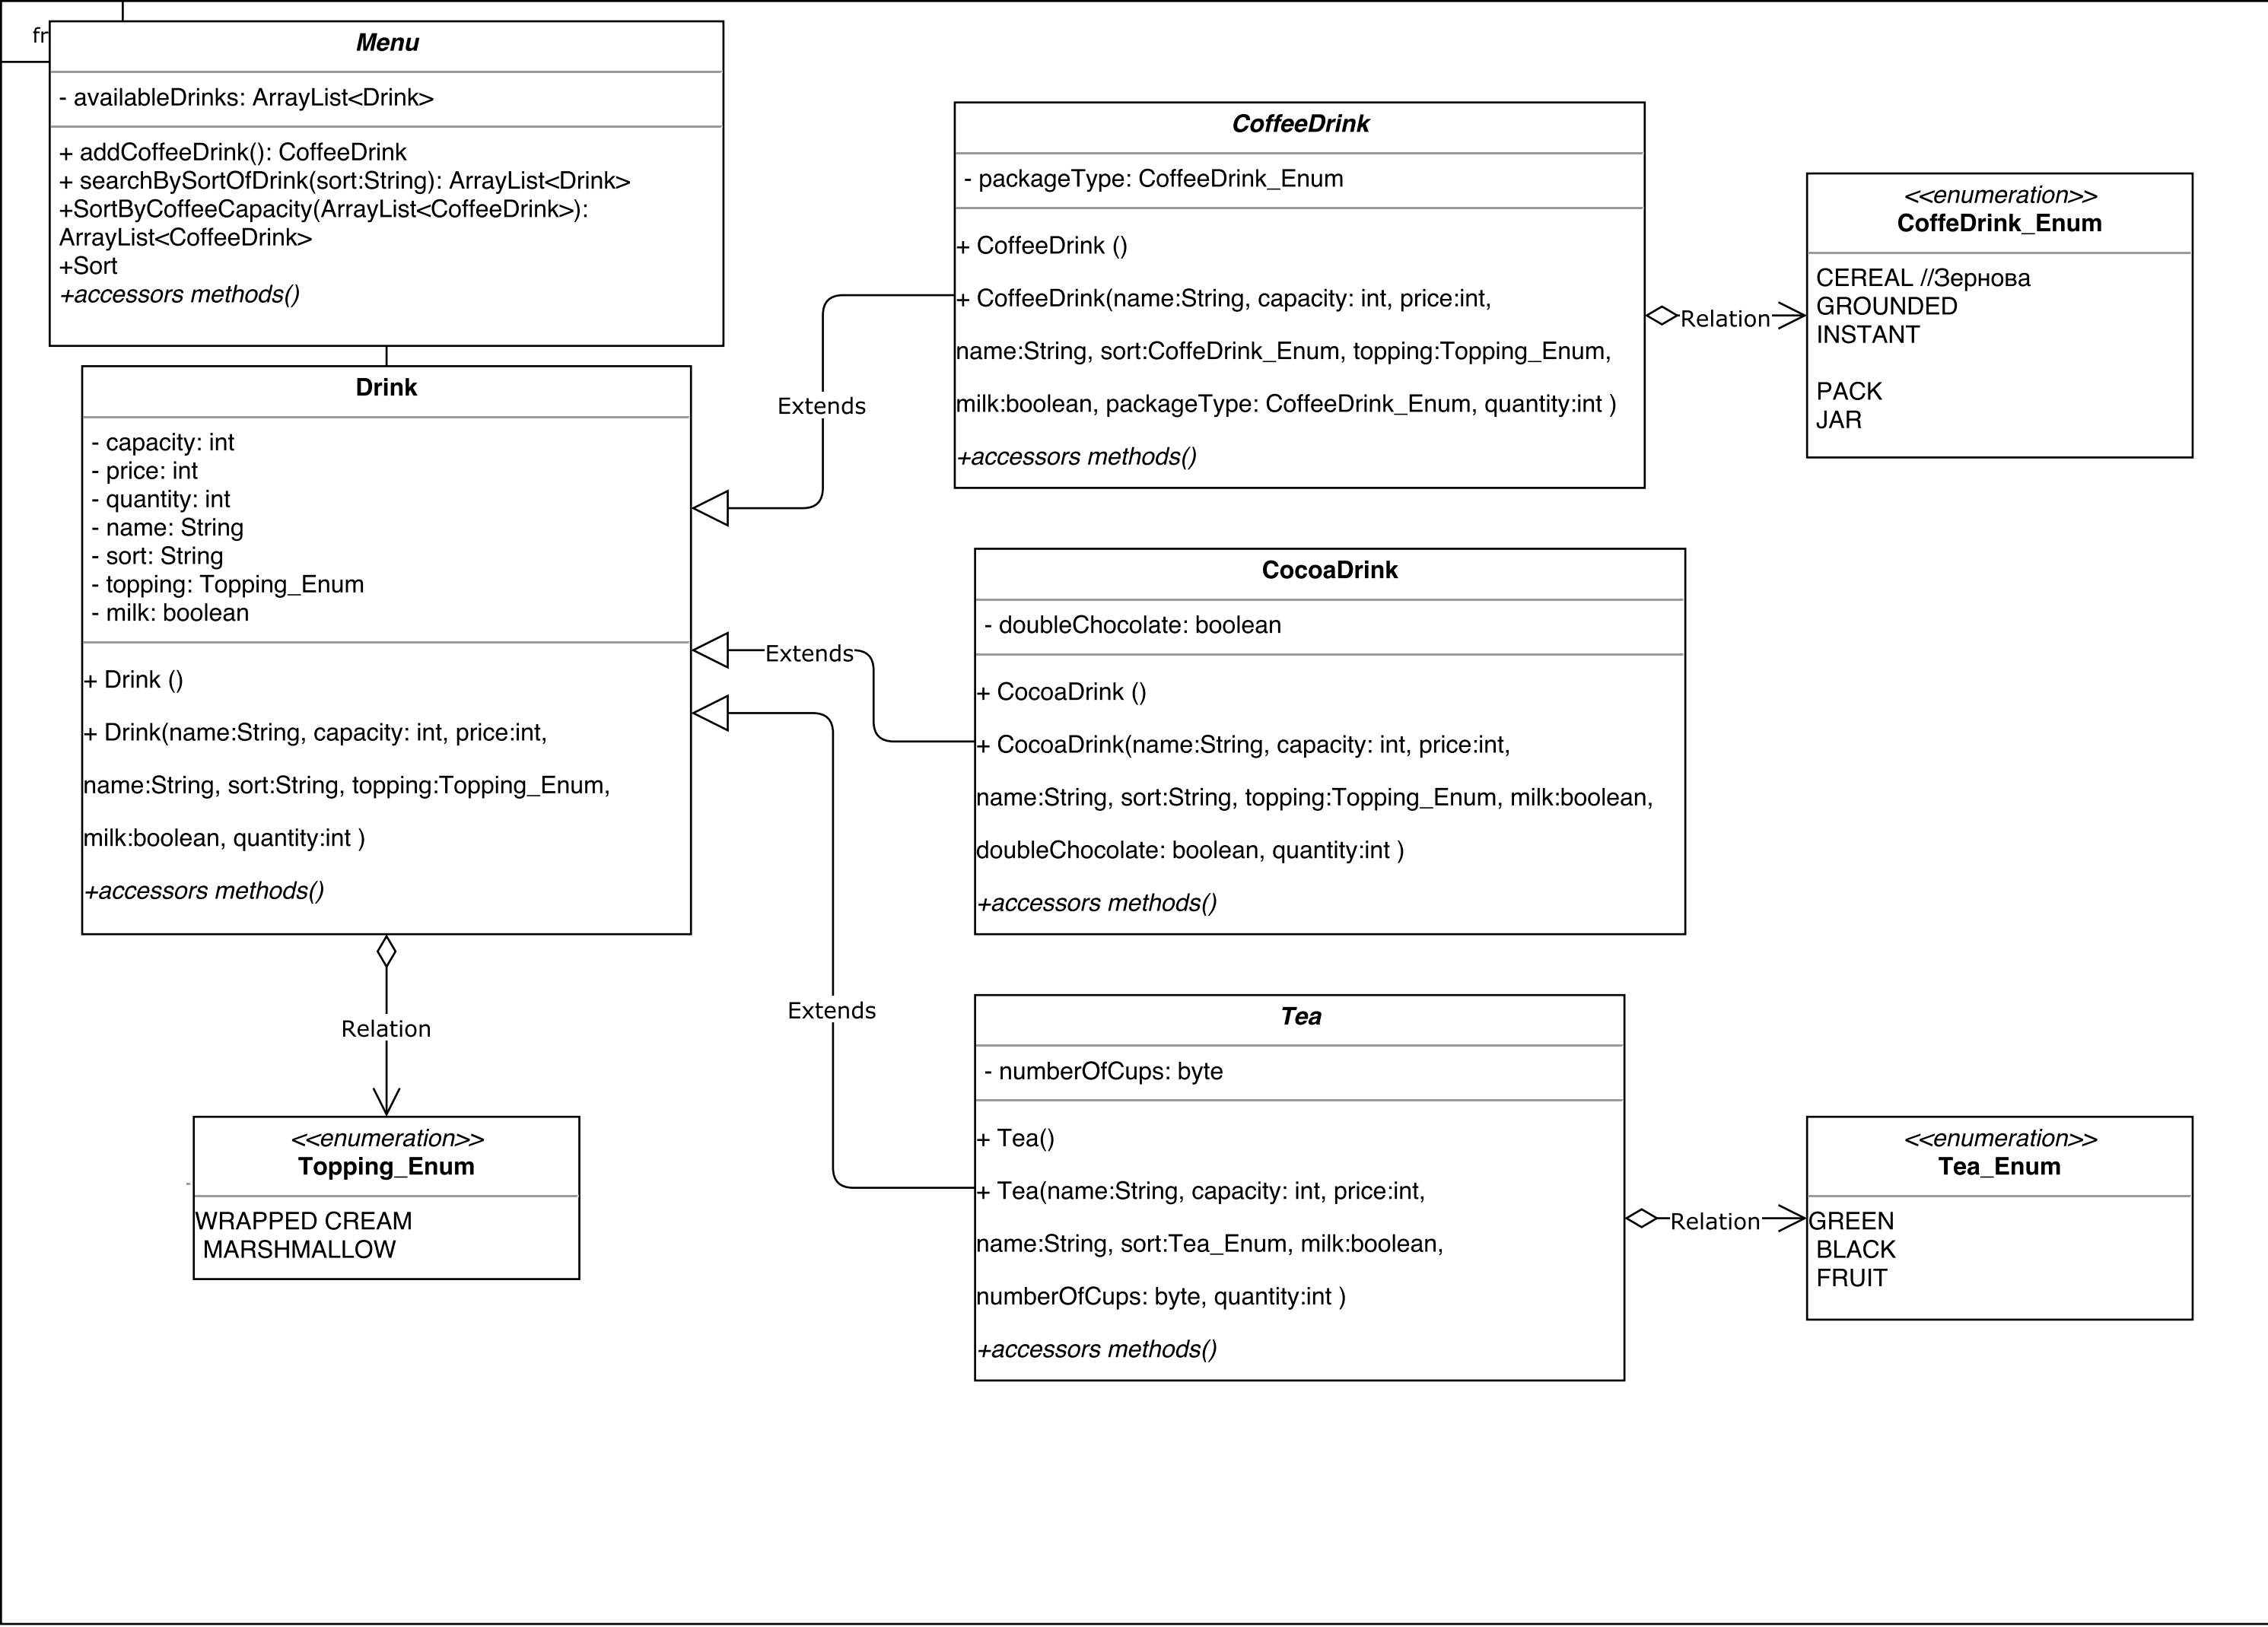 fr
Menu
- availableDrinks: ArrayList<Drink>
+ addCoffeeDrink(): CoffeeDrink
+ searchBySortOfDrink(sort:String): ArrayList<Drink>
+SortByCoffeeCapacity(ArrayList<CoffeeDrink>):
ArrayList<CoffeeDrink>
+Sort
+accessors methods()
Drink
- capacity: int
- price: int
- quantity: int
- name: String
- sort: String
- topping: Topping_Enum
- milk: boolean
+ Drink ()
+ Drink(name:String, capacity: int, price:int,
name:String, sort:String, topping:Topping_Enum,
milk:boolean, quantity:int )
+accessors methods()
Relation
<<enumeration>>
Topping_Enum
WRAPPED CREAM
MARSHMALLOW
Extends
Extends
Extends
CoffeeDrink
- packageType: CoffeeDrink_Enum
+ CoffeeDrink ()
+ CoffeeDrink(name:String, capacity: int, price:int,
name:String, sort:CoffeDrink_Enum, topping:Topping_Enum,
milk:boolean, packageType: CoffeeDrink_Enum, quantity:int )
+accessors methods()
Relation
<<enumeration>>
CoffeDrink_Enum
CEREAL //Зернова
GROUNDED
INSTANT
PACK
JAR
CocoaDrink
- doubleChocolate: boolean
+ CocoaDrink ()
+ CocoaDrink(name:String, capacity: int, price:int,
name:String, sort:String, topping:Topping_Enum, milk:boolean,
doubleChocolate: boolean, quantity:int )
+accessors methods()
Tea
- numberOfCups: byte
+ Tea()
+ Tea(name:String, capacity: int, price:int,
name:String, sort:Tea_Enum, milk:boolean,
numberOfCups: byte, quantity:int )
+accessors methods()
Relation
<<enumeration>>
Tea_Enum
GREEN
BLACK
FRUIT